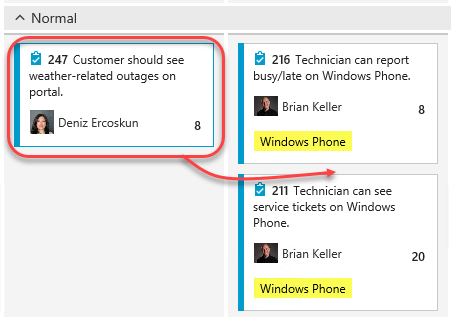 Normal
247 Customer should see
weather-related outages on
portal.
Deniz Ercoskun
8
216 Technician can report
busy/late on Windows Phone.
Brian Keller
8
Windows Phone
211 Technician can see
service tickets on Windows
Phone.
Brian Keller
20
Windows Phone